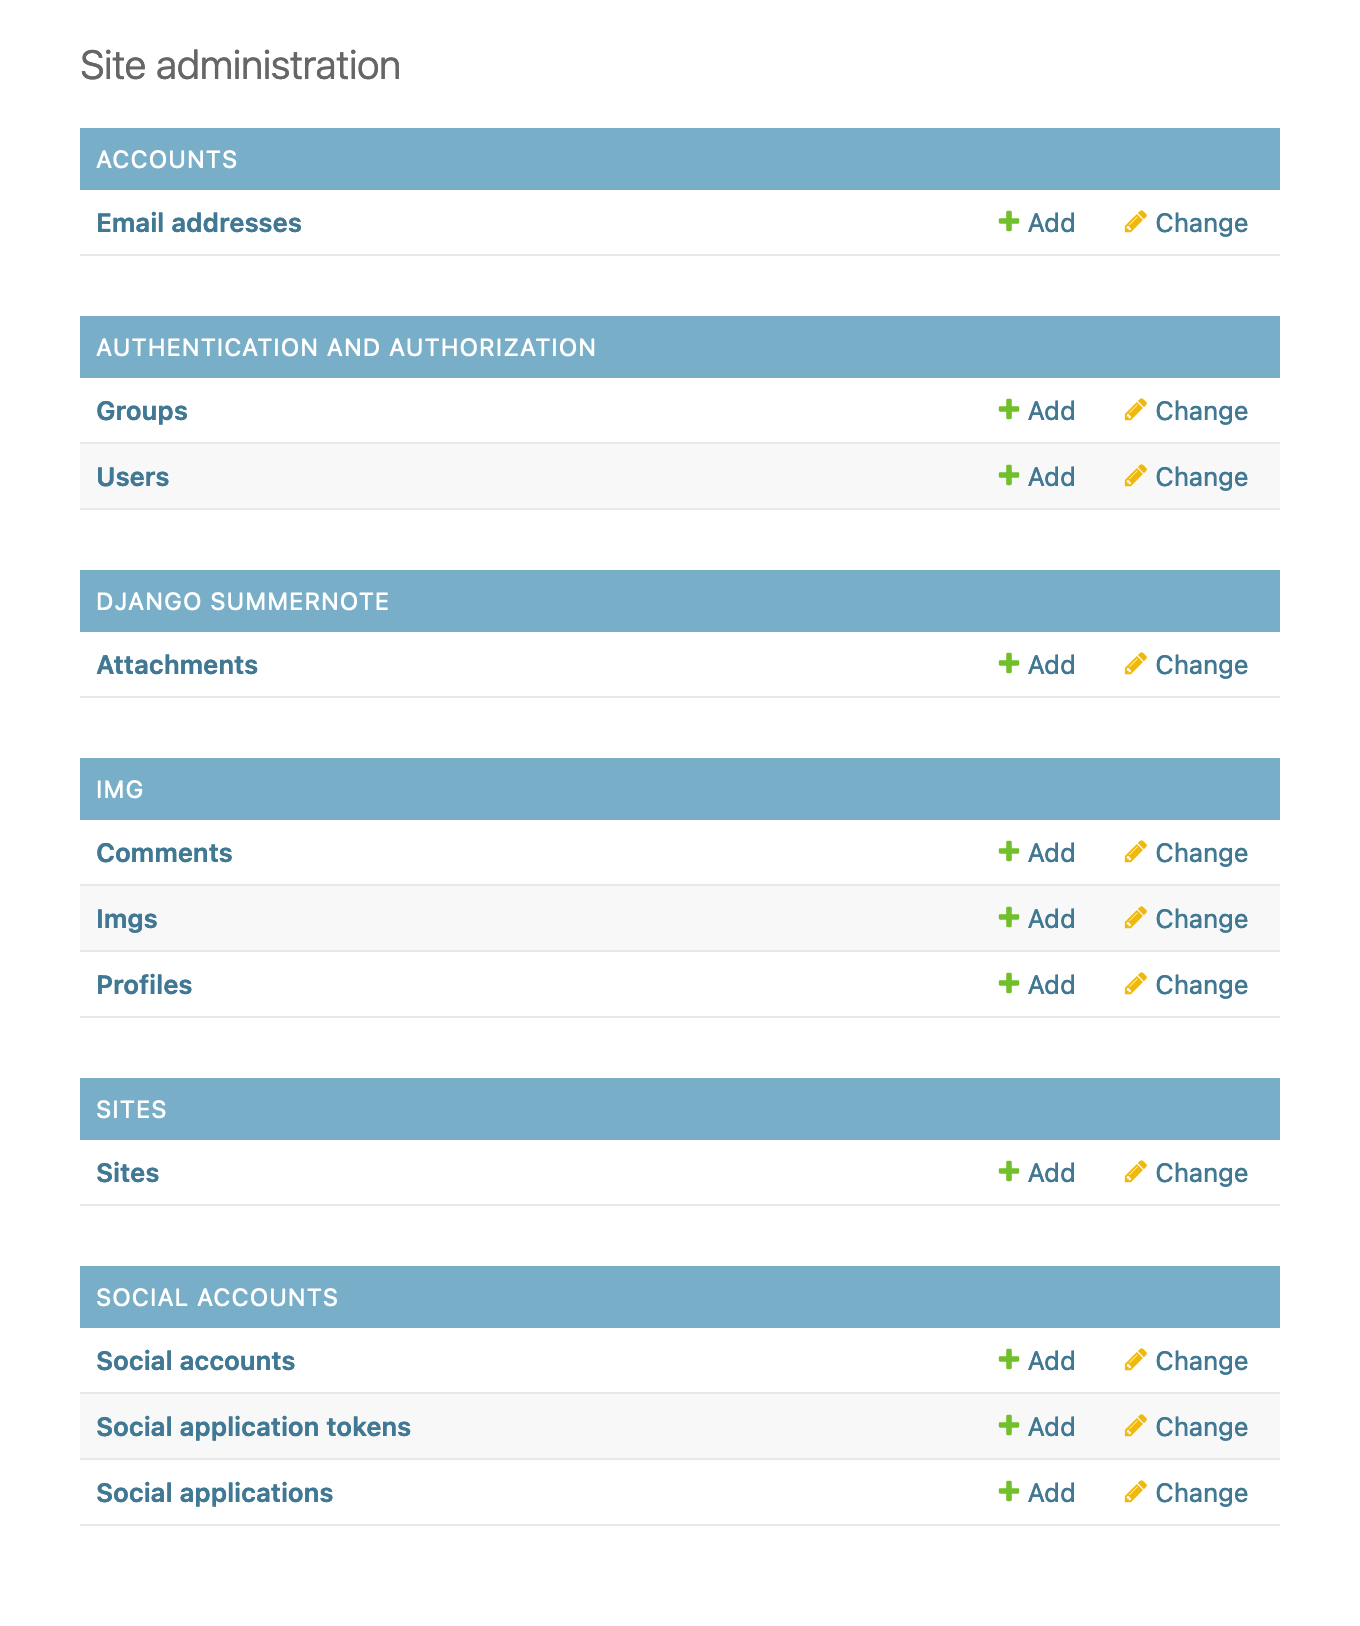 Site administration
ACCOUNTS
Email addresses Add Change
AUTHENTICATION AND AUTHORIZATION
Groups Add Change
Users Add Change
DJANGO SUMMERNOTE
Attachments Add Change
IMG
Comments Add Change
Imgs Add Change
Profiles Add Change
SITES
Sites Add Change
SOCIAL ACCOUNTS
Social accounts Add Change
Social application tokens Add Change
Social applications Add Change